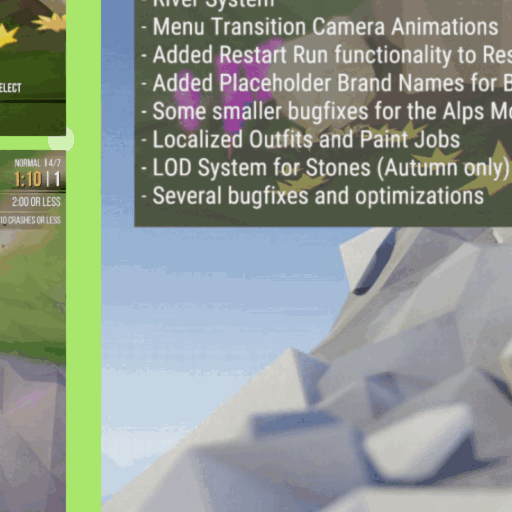 ELECT
NORMAL 4/7
1:10 | 1
2:00 OR LESS
10 CRASHES OR LESS
- River System
- Menu Transition Camera Animations
- Added Restart Run functionality to Res
- Added Placeholder Brand Names for B
- Some smaller bugfixes for the Alps Mo
- Localized Outfits and Paint Jobs
- LOD System for Stones (Autumn only)
- Several bugfixes and optimizations